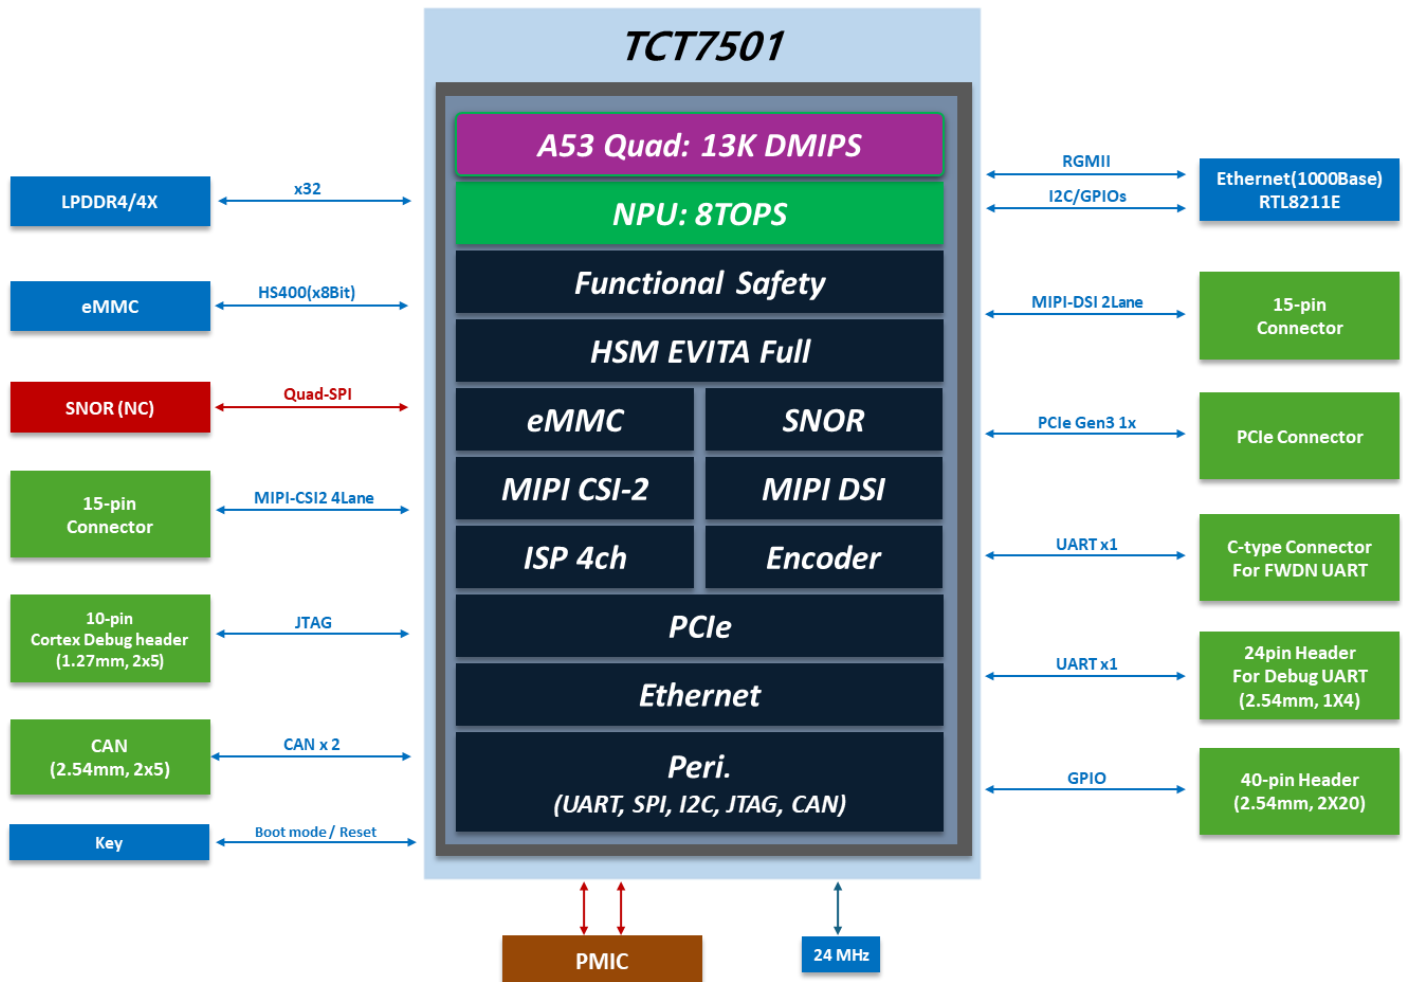 TCT7501
A53 Quad: 13K DMIPS
NPU: 8TOPS
Functional Safety
HSM EVITA Full
eMMC
SNOR
MIPI CSI-2
MIPI DSI
ISP 4ch
Encoder
PCIe
Ethernet
Peri.
(UART, SPI, I2C, JTAG, CAN)
LPDDR4/4X
x32
eMMC
HS400(x8Bit)
SNOR (NC)
Quad-SPI
15-pin
Connector
MIPI-CSI2 4Lane
10-pin
Cortex Debug header
(1.27mm, 2x5)
JTAG
CAN
(2.54mm, 2x5)
CAN x 2
Key
Boot mode / Reset
RGMII
I2C/GPIOs
Ethernet(1000Base)
RTL8211E
MIPI-DSI 2Lane
15-pin
Connector
PCIe Gen3 1x
PCIe Connector
UART x1
C-type Connector
For FWDN UART
UART x1
24pin Header
For Debug UART
(2.54mm, 1X4)
GPIO
40-pin Header
(2.54mm, 2X20)
PMIC
24 MHz